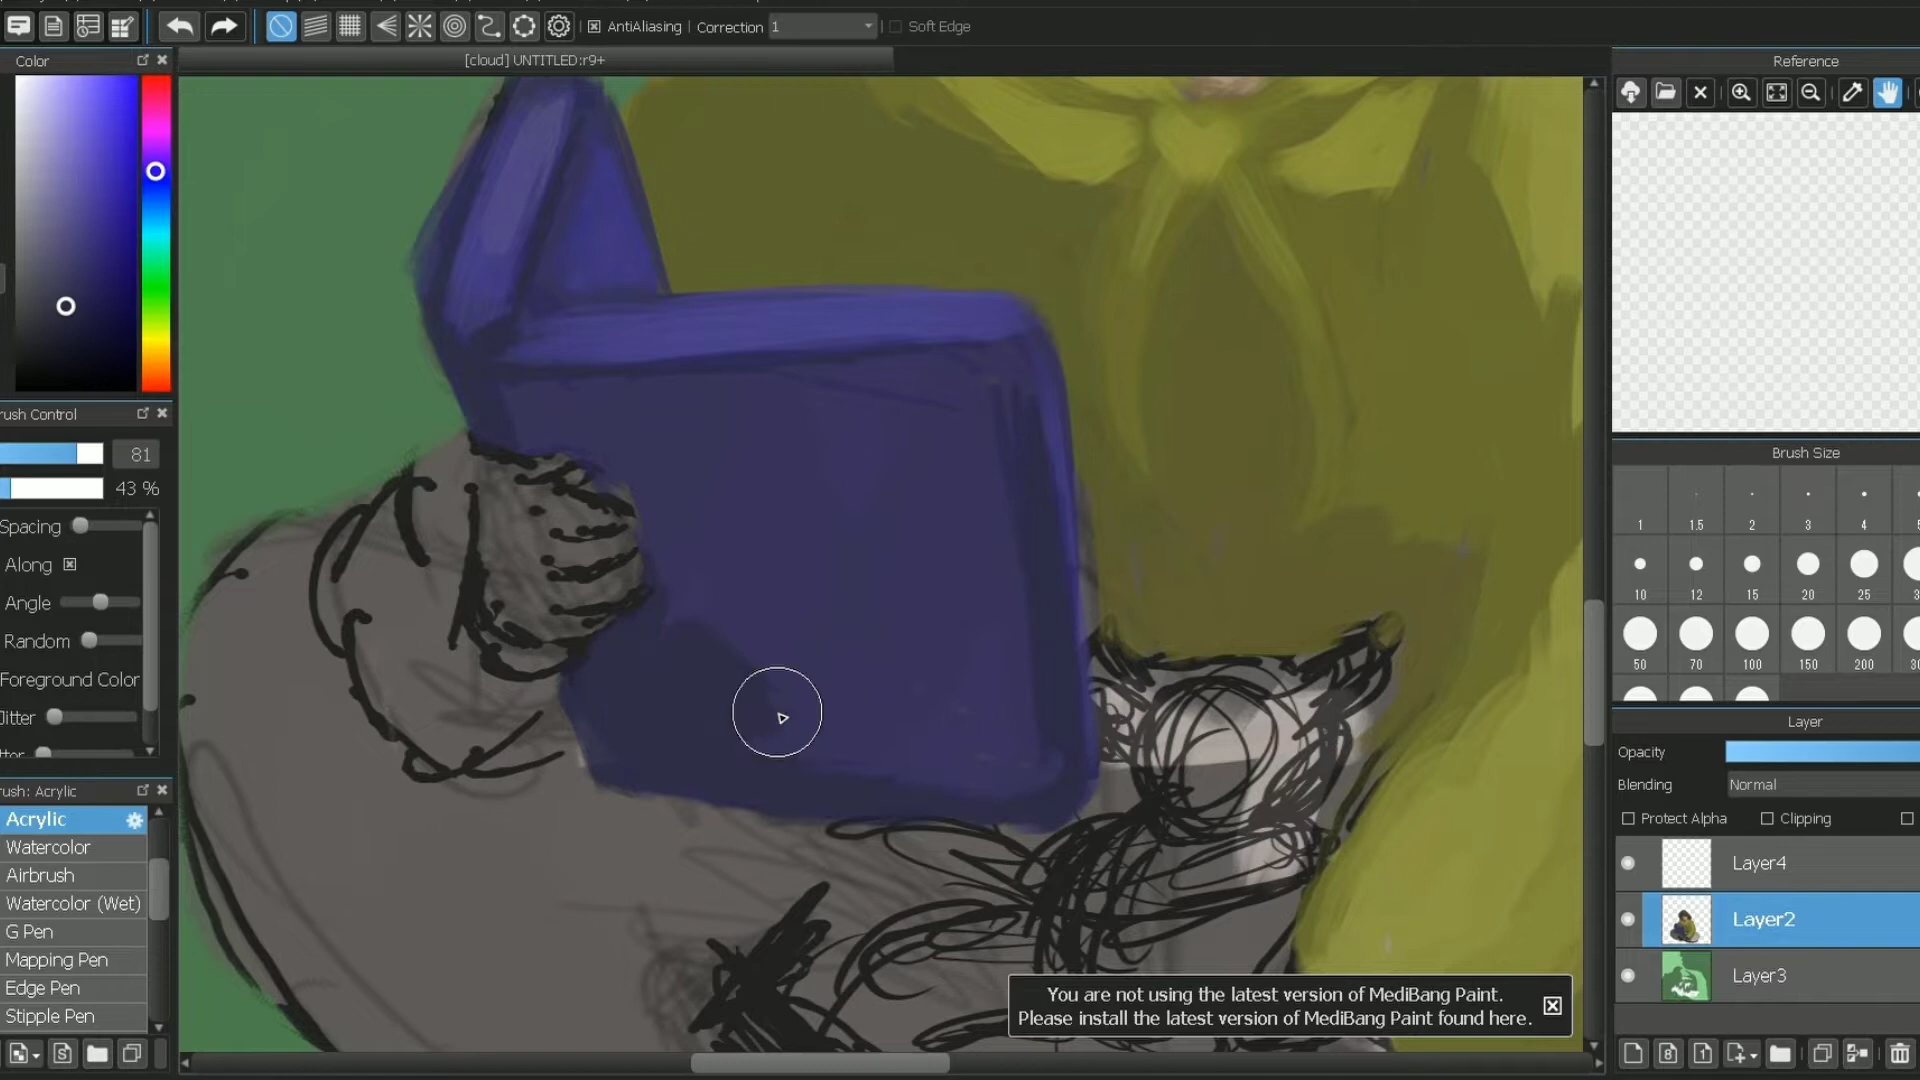 AntiAliasing
Correction
1
Soft Edge
Color
[cloud] UNTITLED:r9+
Reference
rush Control
81
43 %
Spacing
Along
Angle
Random
Foreground Color
Jitter
tter
rush: Acrylic
Acrylic
Watercolor
Airbrush
Watercolor (Wet)
G Pen
Mapping Pen
Edge Pen
Stipple Pen
Brush Size
1
1.5
2
3
4
10
12
15
20
25
50
70
100
150
200
Layer
Opacity
Blending
Normal
Protect Alpha
Clipping
Layer4
Layer2
Layer3
You are not using the latest version of MediBang Paint.
Please install the latest version of MediBang Paint found here.